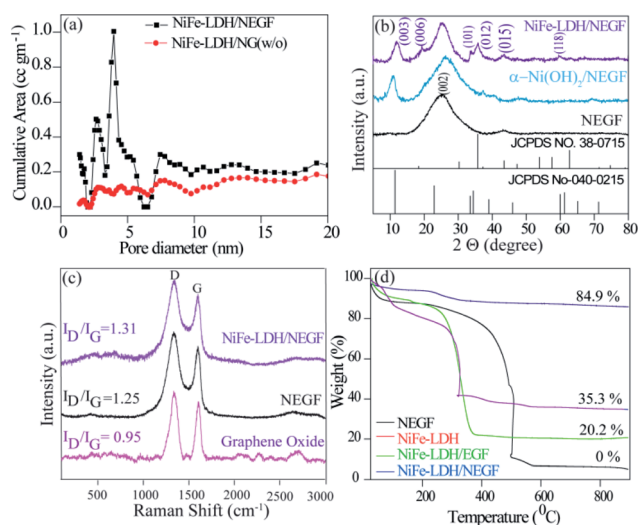 (a)
NiFe-LDH/NEGF
NiFe-LDH/NG(w/o)
Cumulative Area (cc gm⁻¹)
1.0
0.8
0.6
0.4
0.2
0.0
0 5 10 15 20
Pore diameter (nm)
(b)
(003)
(006)
(101)
(012)
(015)
(118)
NiFe-LDH/NEGF
α−Ni(OH)₂/NEGF
(002)
NEGF
JCPDS NO. 38-0715
JCPDS No-040-0215
Intensity (a.u.)
10 20 30 40 50 60 70 80
2 Θ (degree)
(c)
D
G
I_D/I_G=1.31
NiFe-LDH/NEGF
I_D/I_G=1.25
NEGF
I_D/I_G= 0.95
Graphene Oxide
Intensity (a.u.)
500 1000 1500 2000 2500 3000
Raman Shift (cm⁻¹)
(d)
100
80
60
40
20
0
Weight (%)
84.9 %
35.3 %
20.2 %
0 %
NEGF
NiFe-LDH
NiFe-LDH/EGF
NiFe-LDH/NEGF
200 400 600 800
Temperature (⁰C)